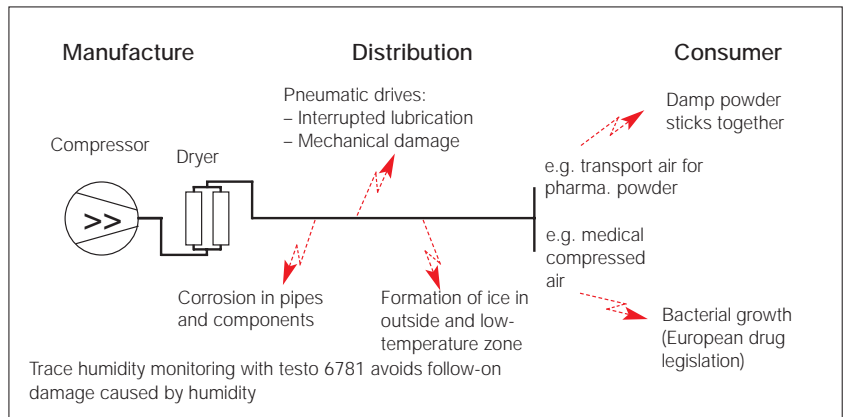 Manufacture
Distribution
Consumer
Pneumatic drives:
– Interrupted lubrication
– Mechanical damage
Damp powder
sticks together
Compressor
Dryer
e.g. transport air for
pharma. powder
>>
e.g. medical
compressed
air
Corrosion in pipes
and components
Formation of ice in
outside and low-
temperature zone
Bacterial growth
(European drug
legislation)
Trace humidity monitoring with testo 6781 avoids follow-on
damage caused by humidity